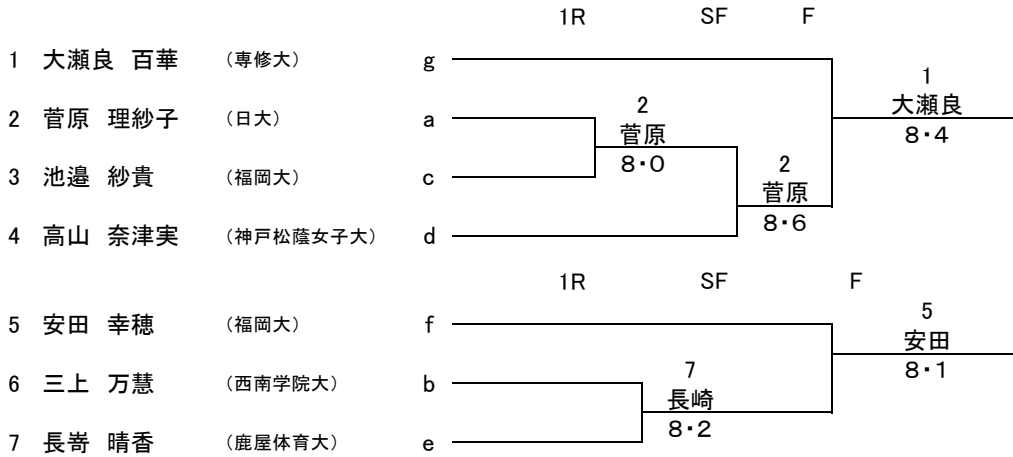 1R SF F
1 大瀬良 百華 （専修大） g
1
大瀬良
8・4
2 菅原 理紗子 （日大） a
2
菅原
8・0
3 池邉 紗貴 （福岡大） c
2
菅原
8・6
4 高山 奈津実 （神戸松蔭女子大） d
1R SF F
5 安田 幸穂 （福岡大） f
5
安田
8・1
6 三上 万慧 （西南学院大） b
7
長崎
8・2
7 長嵜 晴香 （鹿屋体育大） e